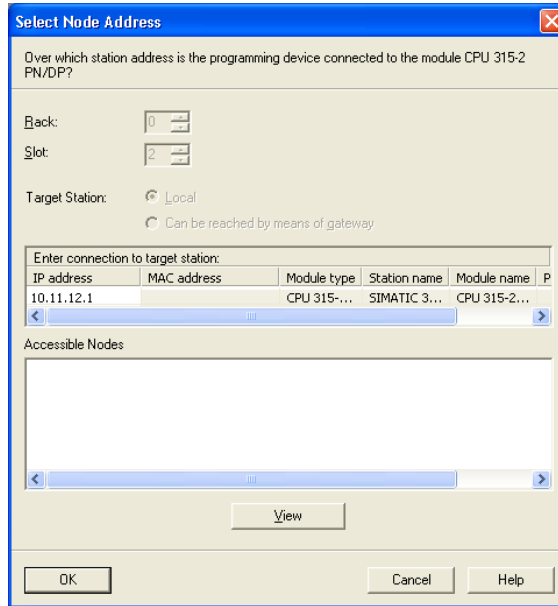 Select Node Address
Over which station address is the programming device connected to the module CPU 315-2
PN/DP?
Rack: 0
Slot: 2
Target Station: Local
Can be reached by means of gateway
Enter connection to target station:
IP address MAC address Module type Station name Module name P
10.11.12.1 CPU 315-... SIMATIC 3... CPU 315-2...
Accessible Nodes
View
OK Cancel Help